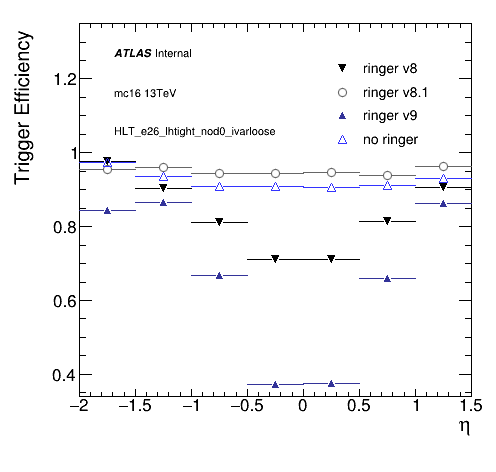 Trigger Efficiency
ATLAS Internal
mc16 13TeV
HLT_e26_lhtight_nod0_ivarloose
ringer v8
ringer v8.1
ringer v9
no ringer
1.2
1
0.8
0.6
0.4
−2 −1.5 −1 −0.5 0 0.5 1 1.5
η